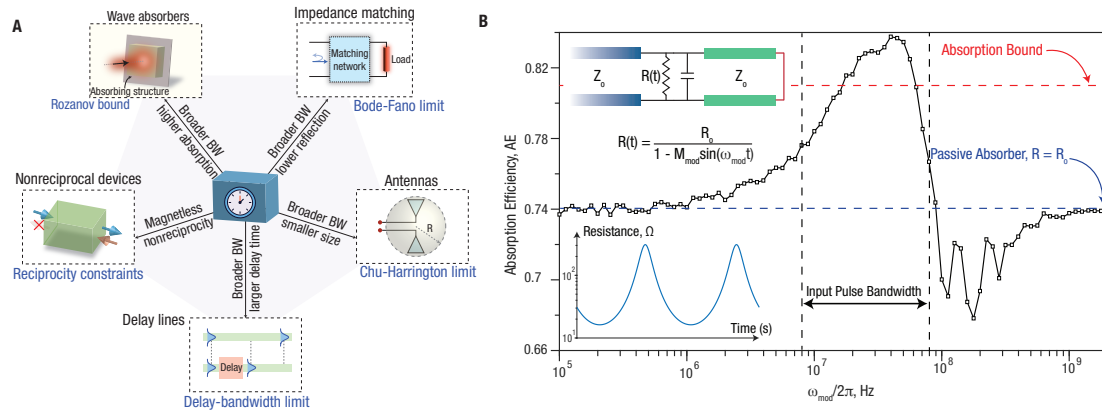 A
Wave absorbers
Absorbing structure
Rozanov bound
Impedance matching
Matching
network
Load
Bode-Fano limit
Broader BW
higher absorption
Broader BW
lower reflection
Nonreciprocal devices
Reciprocity constraints
Magnetless
nonreciprocity
Antennas
R
Chu-Harrington limit
Broader BW
smaller size
Broader BW
larger delay time
Delay lines
Delay
Delay-bandwidth limit
B
Absorption Efficiency, AE
0.82
0.78
0.74
0.7
0.66
Z₀
R(t)
Z₀
R(t) = R₀ / (1 - M_mod sin(ω_mod t))
Absorption Bound
Passive Absorber, R = R₀
Resistance, Ω
10²
10¹
Time (s)
Input Pulse Bandwidth
10⁵ 10⁶ 10⁷ 10⁸ 10⁹
ω_mod/2π, Hz